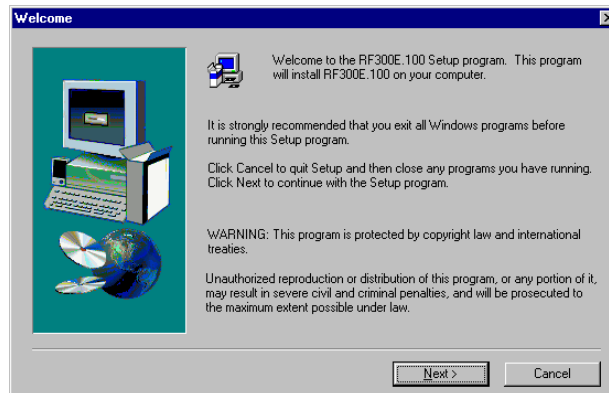 Welcome
Welcome to the RF300E.100 Setup program. This program
will install RF300E.100 on your computer.
It is strongly recommended that you exit all Windows programs before
running this Setup program.
Click Cancel to quit Setup and then close any programs you have running.
Click Next to continue with the Setup program.
WARNING: This program is protected by copyright law and international
treaties.
Unauthorized reproduction or distribution of this program, or any portion of it,
may result in severe civil and criminal penalties, and will be prosecuted to
the maximum extent possible under law.
Next >
Cancel